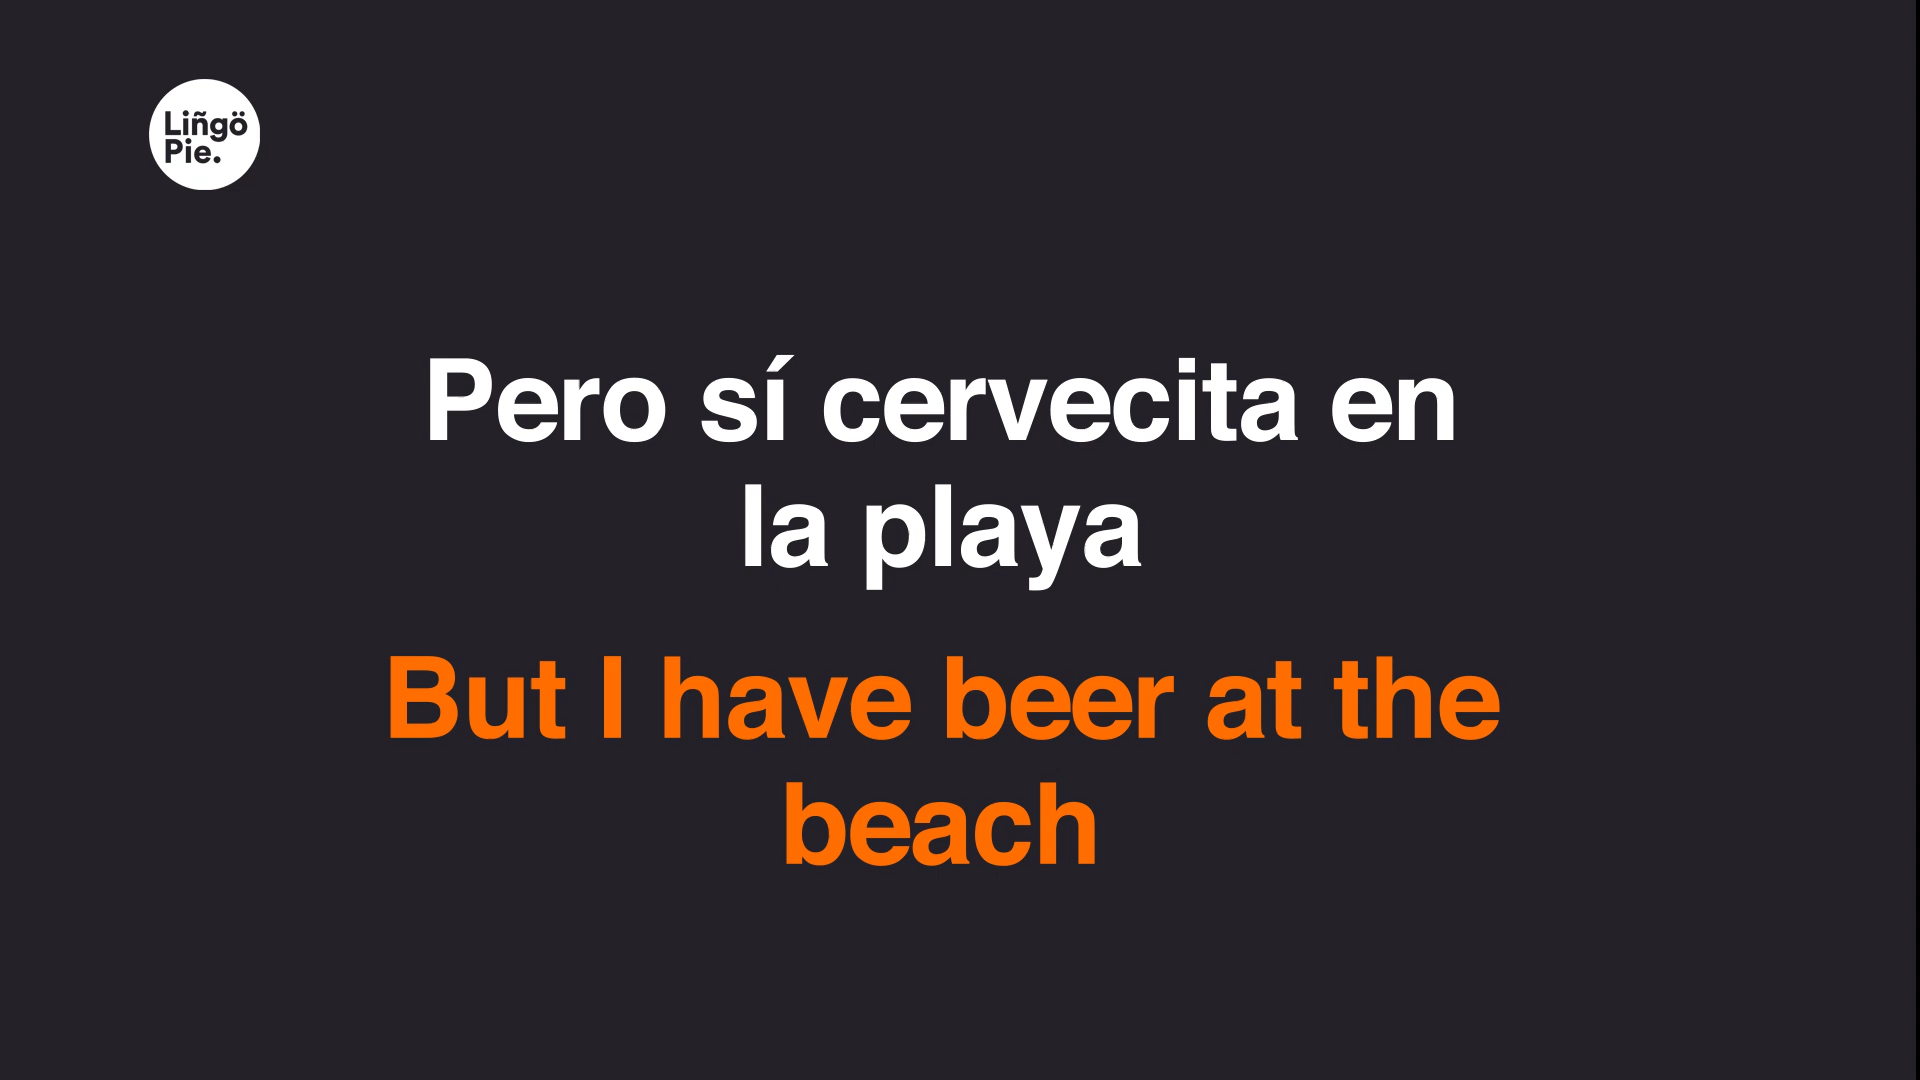 Liñgö
Pie.
Pero sí cervecita en
la playa
But I have beer at the
beach